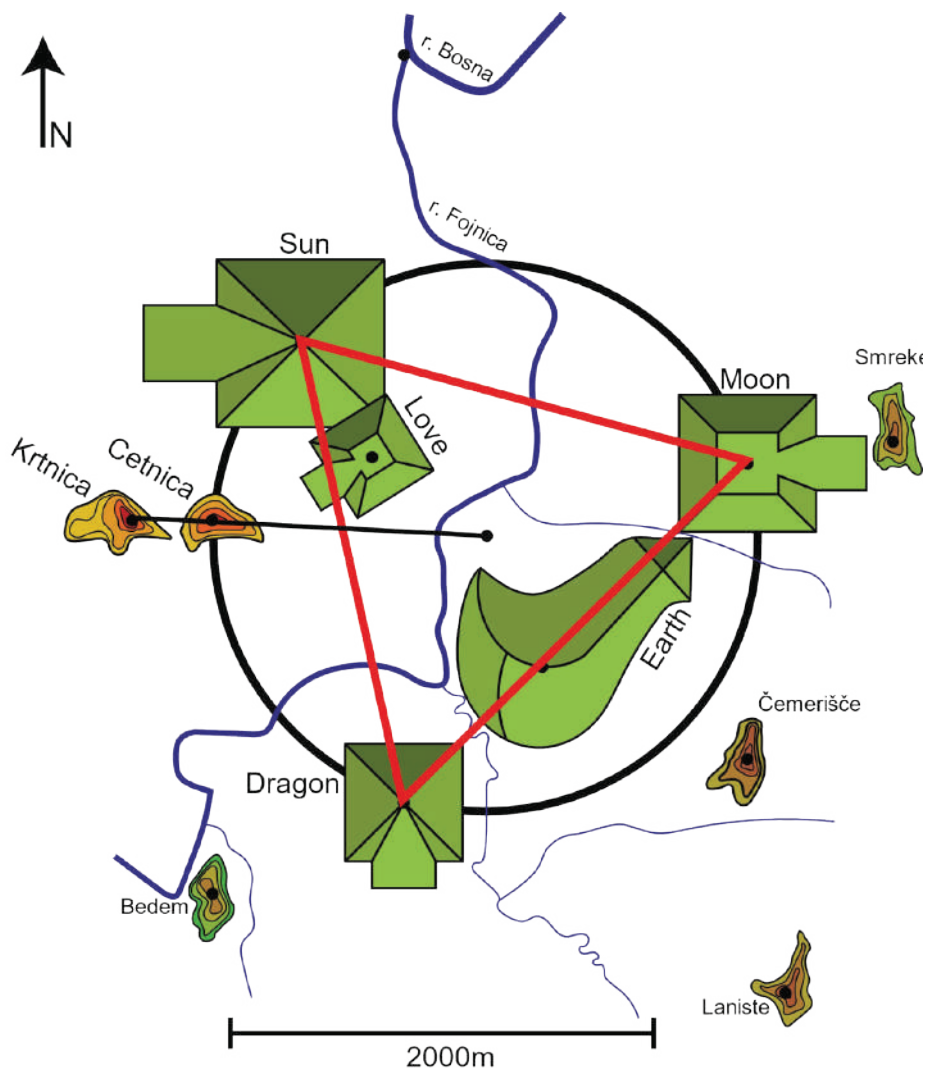 r. Bosna
N
r. Fojnica
Sun
Smreke
Moon
Love
Krtnica
Cetnica
Earth
Čemerišče
Dragon
Bedem
Laniste
2000m